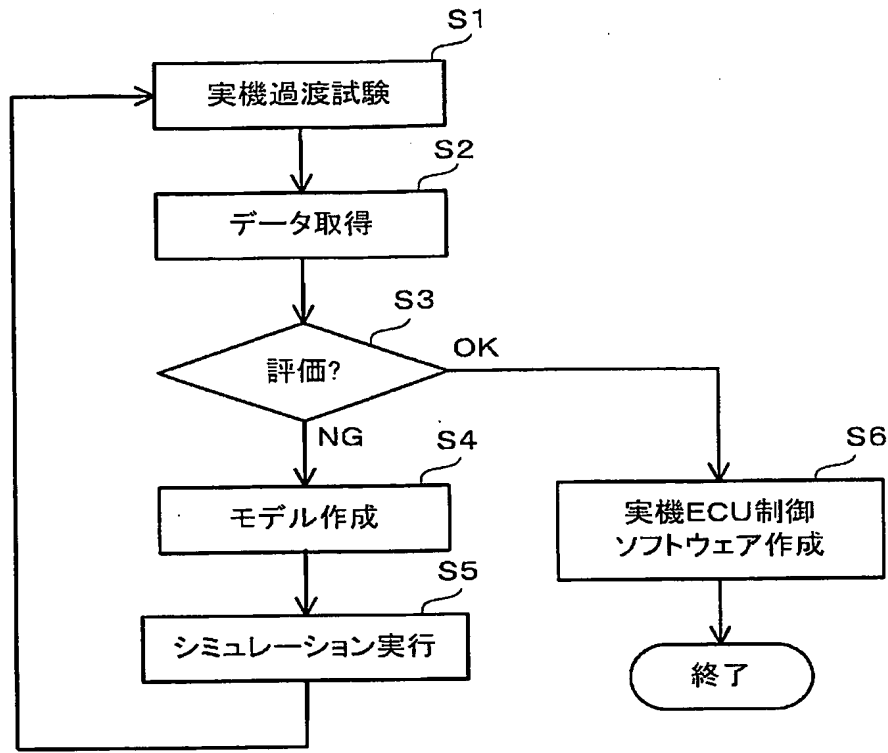 S1
実機過渡試験
S2
データ取得
S3
評価?
OK
NG
S4
モデル作成
S5
シミュレーション実行
S6
実機ECU制御
ソフトウェア作成
終了